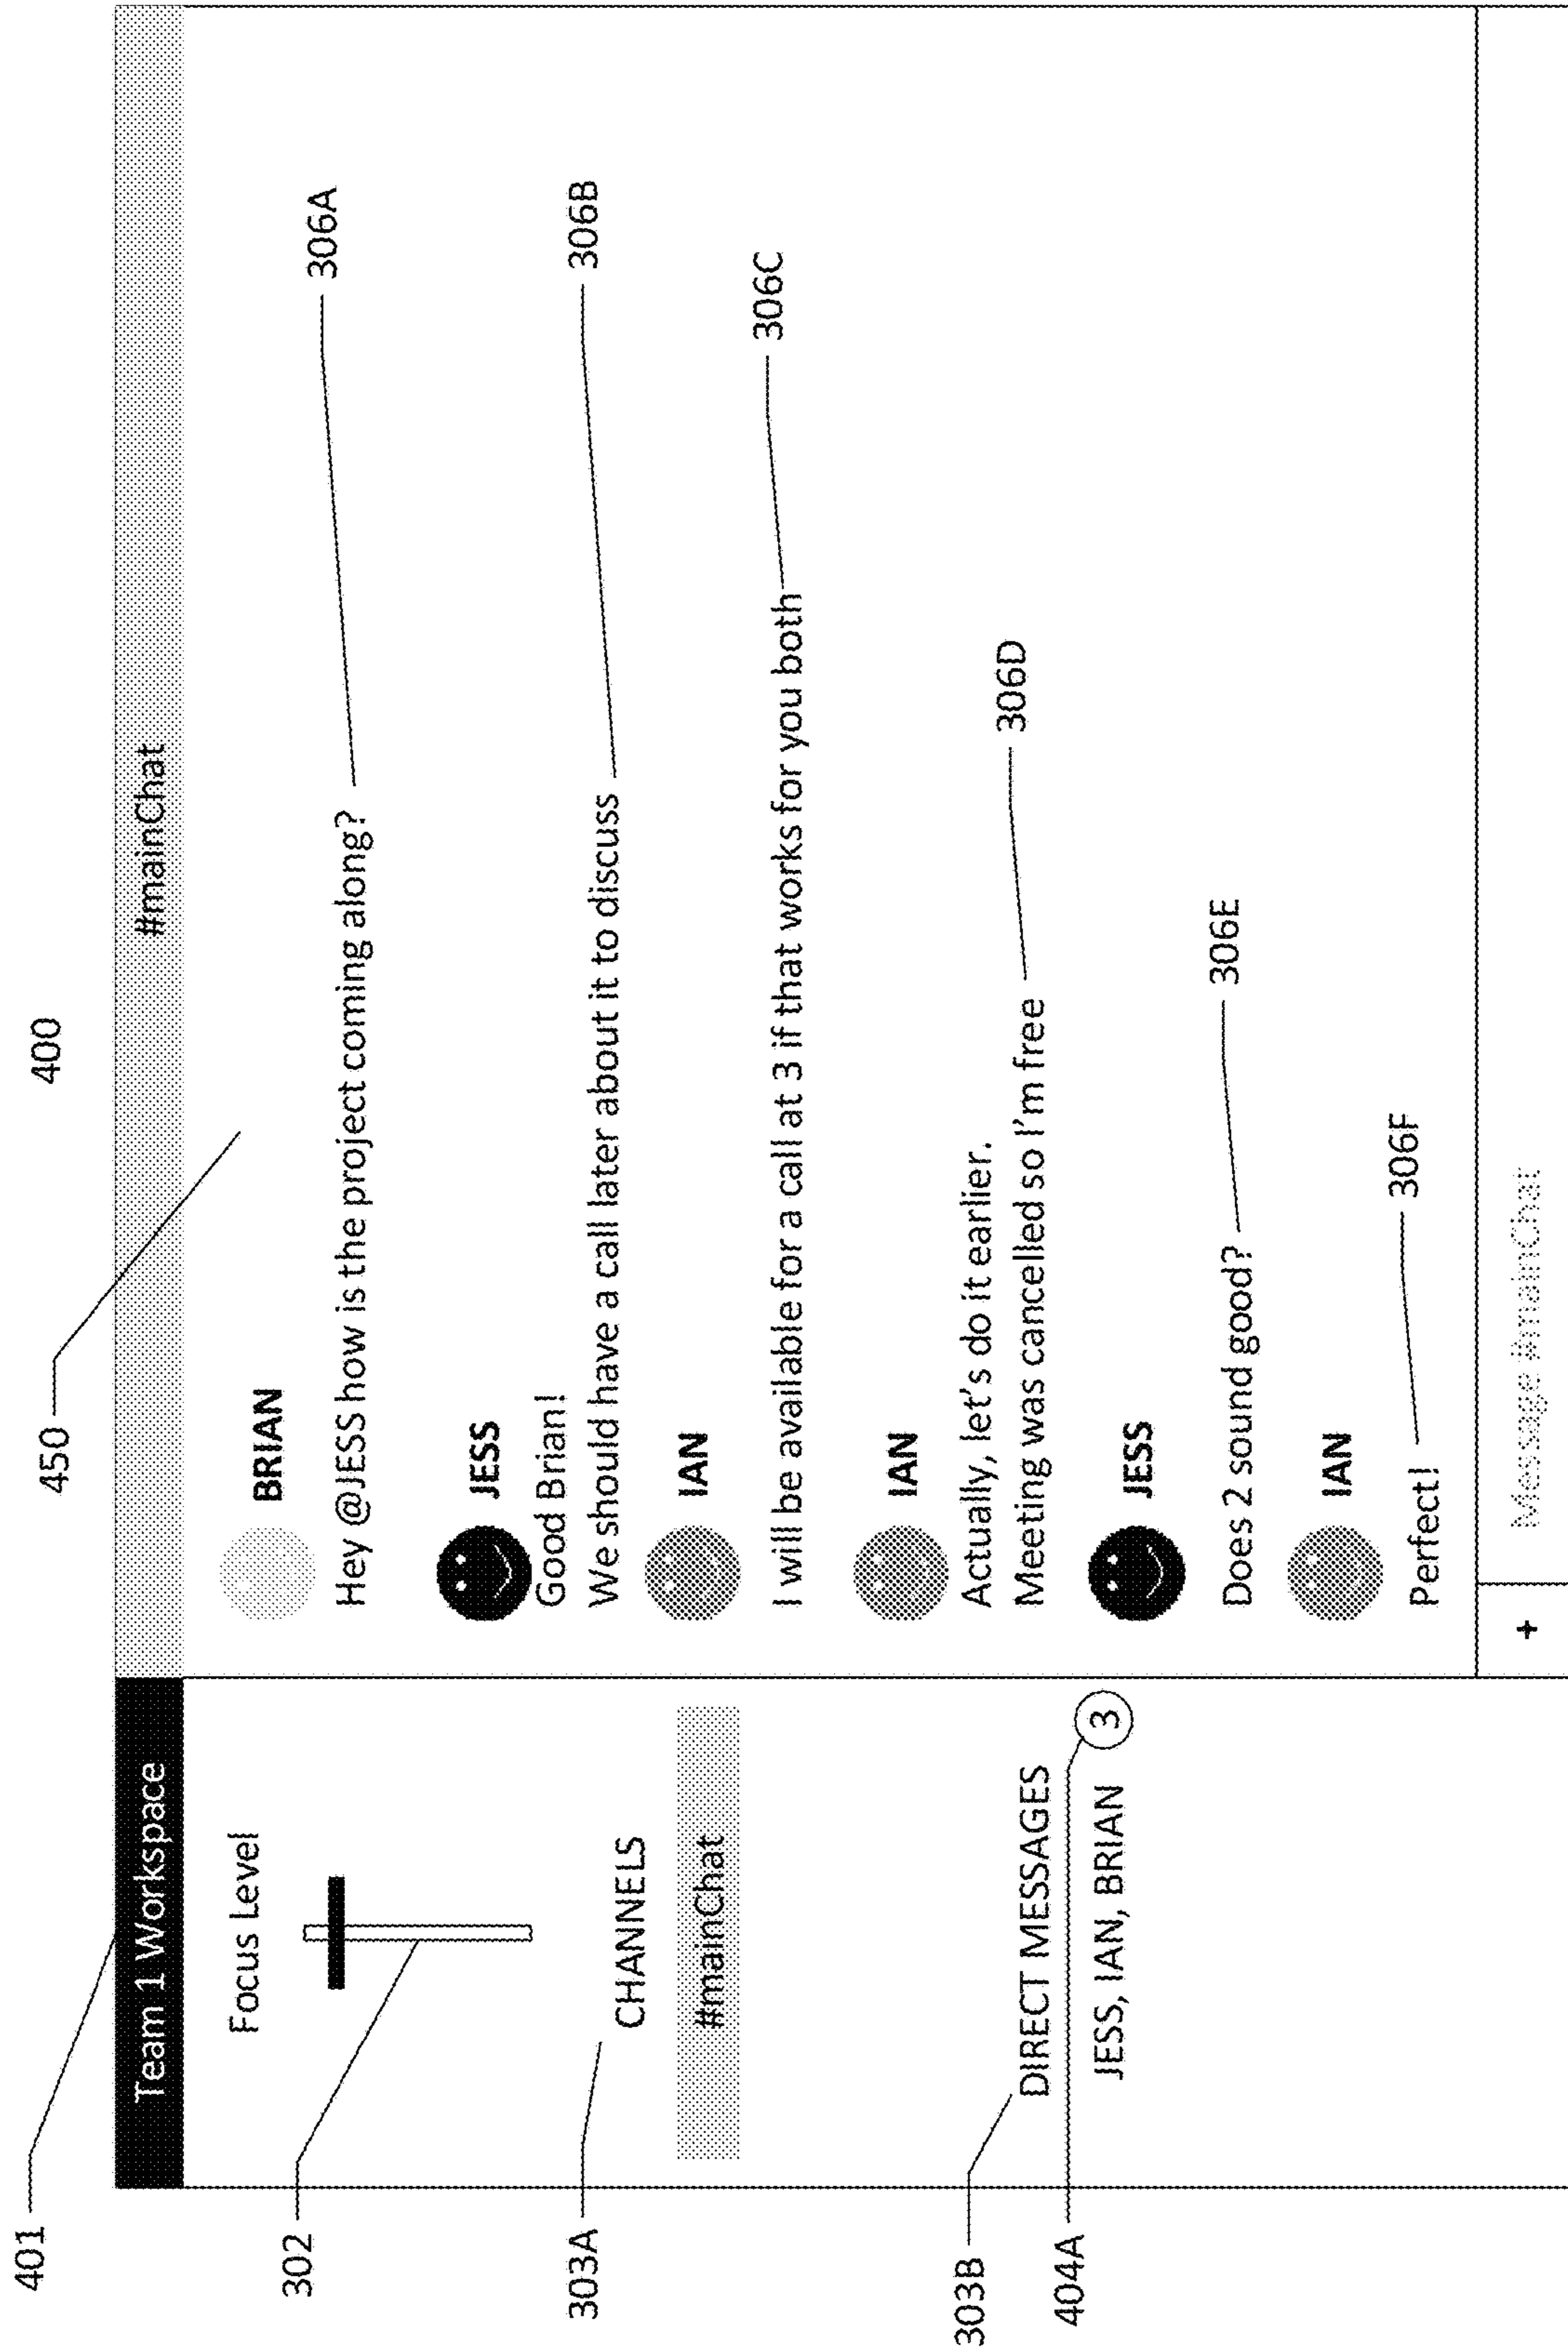 400
401
450
Team 1 Workspace
#mainChat
302
Focus Level
303A
CHANNELS
#mainChat
303B
DIRECT MESSAGES
404A
JESS, IAN, BRIAN 3
BRIAN
Hey @JESS how is the project coming along?
306A
JESS
Good Brian!
We should have a call later about it to discuss
306B
IAN
I will be available for a call at 3 if that works for you both
306C
IAN
Actually, let's do it earlier.
Meeting was cancelled so I'm free
306D
JESS
Does 2 sound good?
306E
IAN
Perfect!
306F
+ Message #mainChat